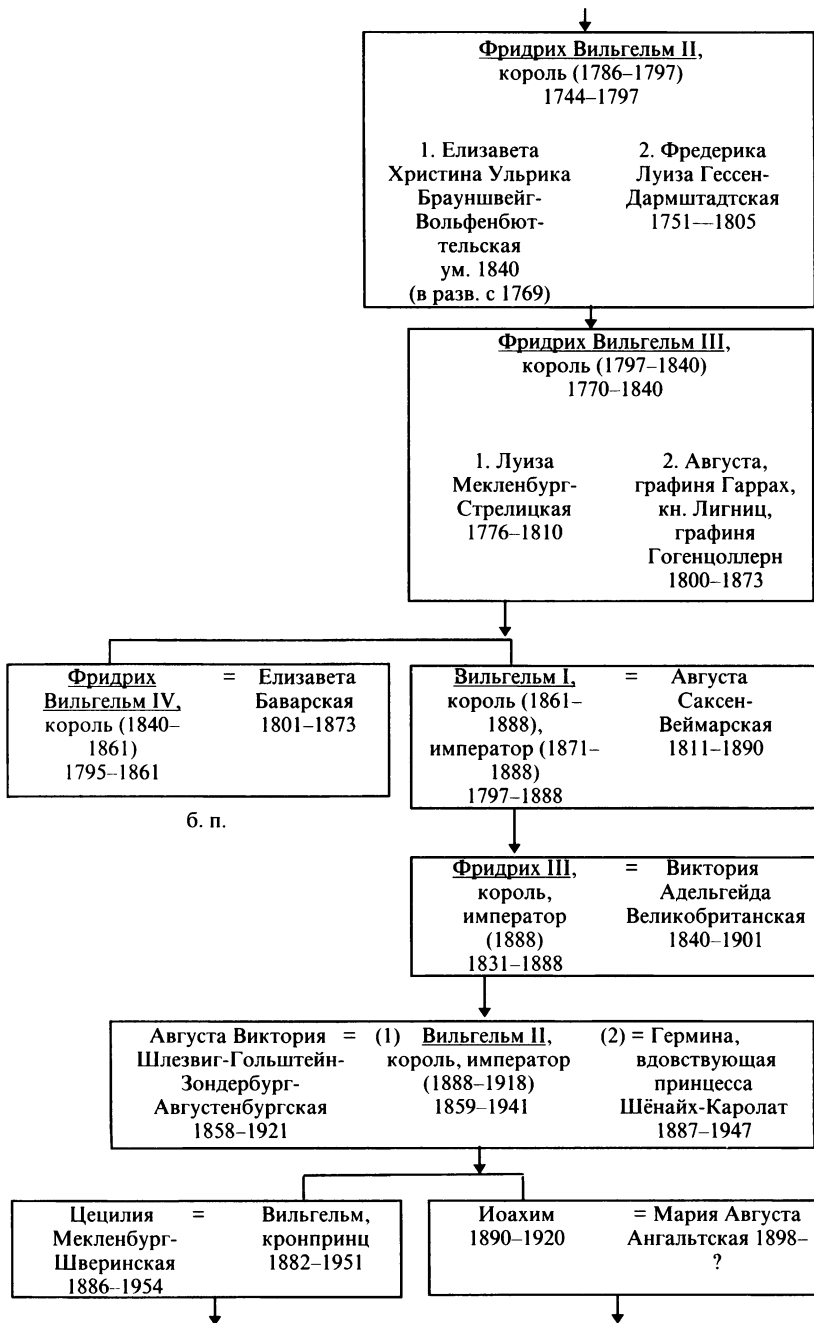 Фридрих Вильгельм II,
король (1786–1797)
1744–1797
1. Елизавета
Христина Ульрика
Брауншвейг-
Вольфенбют-
тельская
ум. 1840
(в разв. с 1769)
2. Фредерика
Луиза Гессен-
Дармштадтская
1751—1805
Фридрих Вильгельм III,
король (1797–1840)
1770–1840
1. Луиза
Мекленбург-
Стрелицкая
1776–1810
2. Августа,
графиня Гаррах,
кн. Лигниц,
графиня
Гогенцоллерн
1800–1873
Фридрих
Вильгельм IV,
король (1840–
1861)
1795–1861
= Елизавета
Баварская
1801–1873
б. п.
Вильгельм I,
король (1861–
1888),
император (1871–
1888)
1797–1888
= Августа
Саксен-
Веймарская
1811–1890
Фридрих III,
король,
император
(1888)
1831–1888
= Виктория
Адельгейда
Великобританская
1840–1901
Августа Виктория = (1)
Шлезвиг-Гольштейн-
Зондербург-
Августенбургская
1858–1921
Вильгельм II,
король, император
(1888–1918)
1859–1941
(2) = Гермина,
вдовствующая
принцесса
Шёнайх-Каролат
1887–1947
Цецилия =
Мекленбург-
Шверинская
1886–1954
Вильгельм,
кронпринц
1882–1951
Иоахим
1890–1920
= Мария Августа
Ангальтская 1898–
?